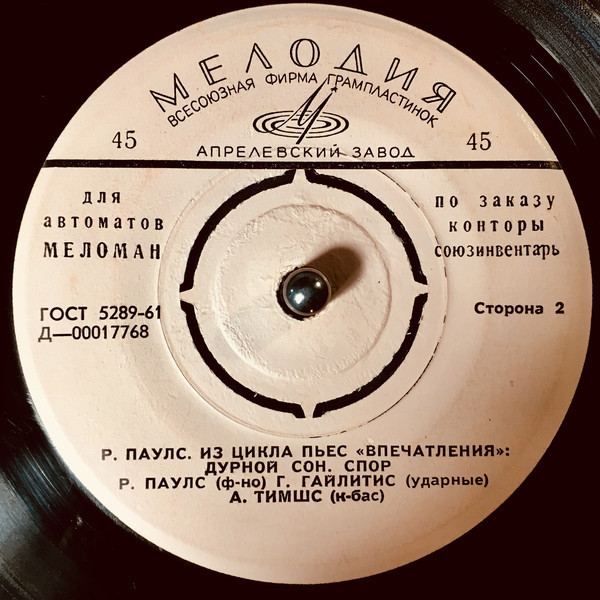 МЕЛОДИЯ
ВСЕСОЮЗНАЯ ФИРМА ГРАМПЛАСТИНОК
АПРЕЛЕВСКИЙ ЗАВОД
45
45
для
автоматов
МЕЛОМАН
по заказу
конторы
союзинвентарь
ГОСТ 5289-61
Д—00017768
Сторона 2
Р. ПАУЛС. ИЗ ЦИКЛА ПЬЕС «ВПЕЧАТЛЕНИЯ»:
ДУРНОЙ СОН. СПОР
Р. ПАУЛС (ф-но) Г. ГАЙЛИТИС (ударные)
А. ТИМШС (к-бас)